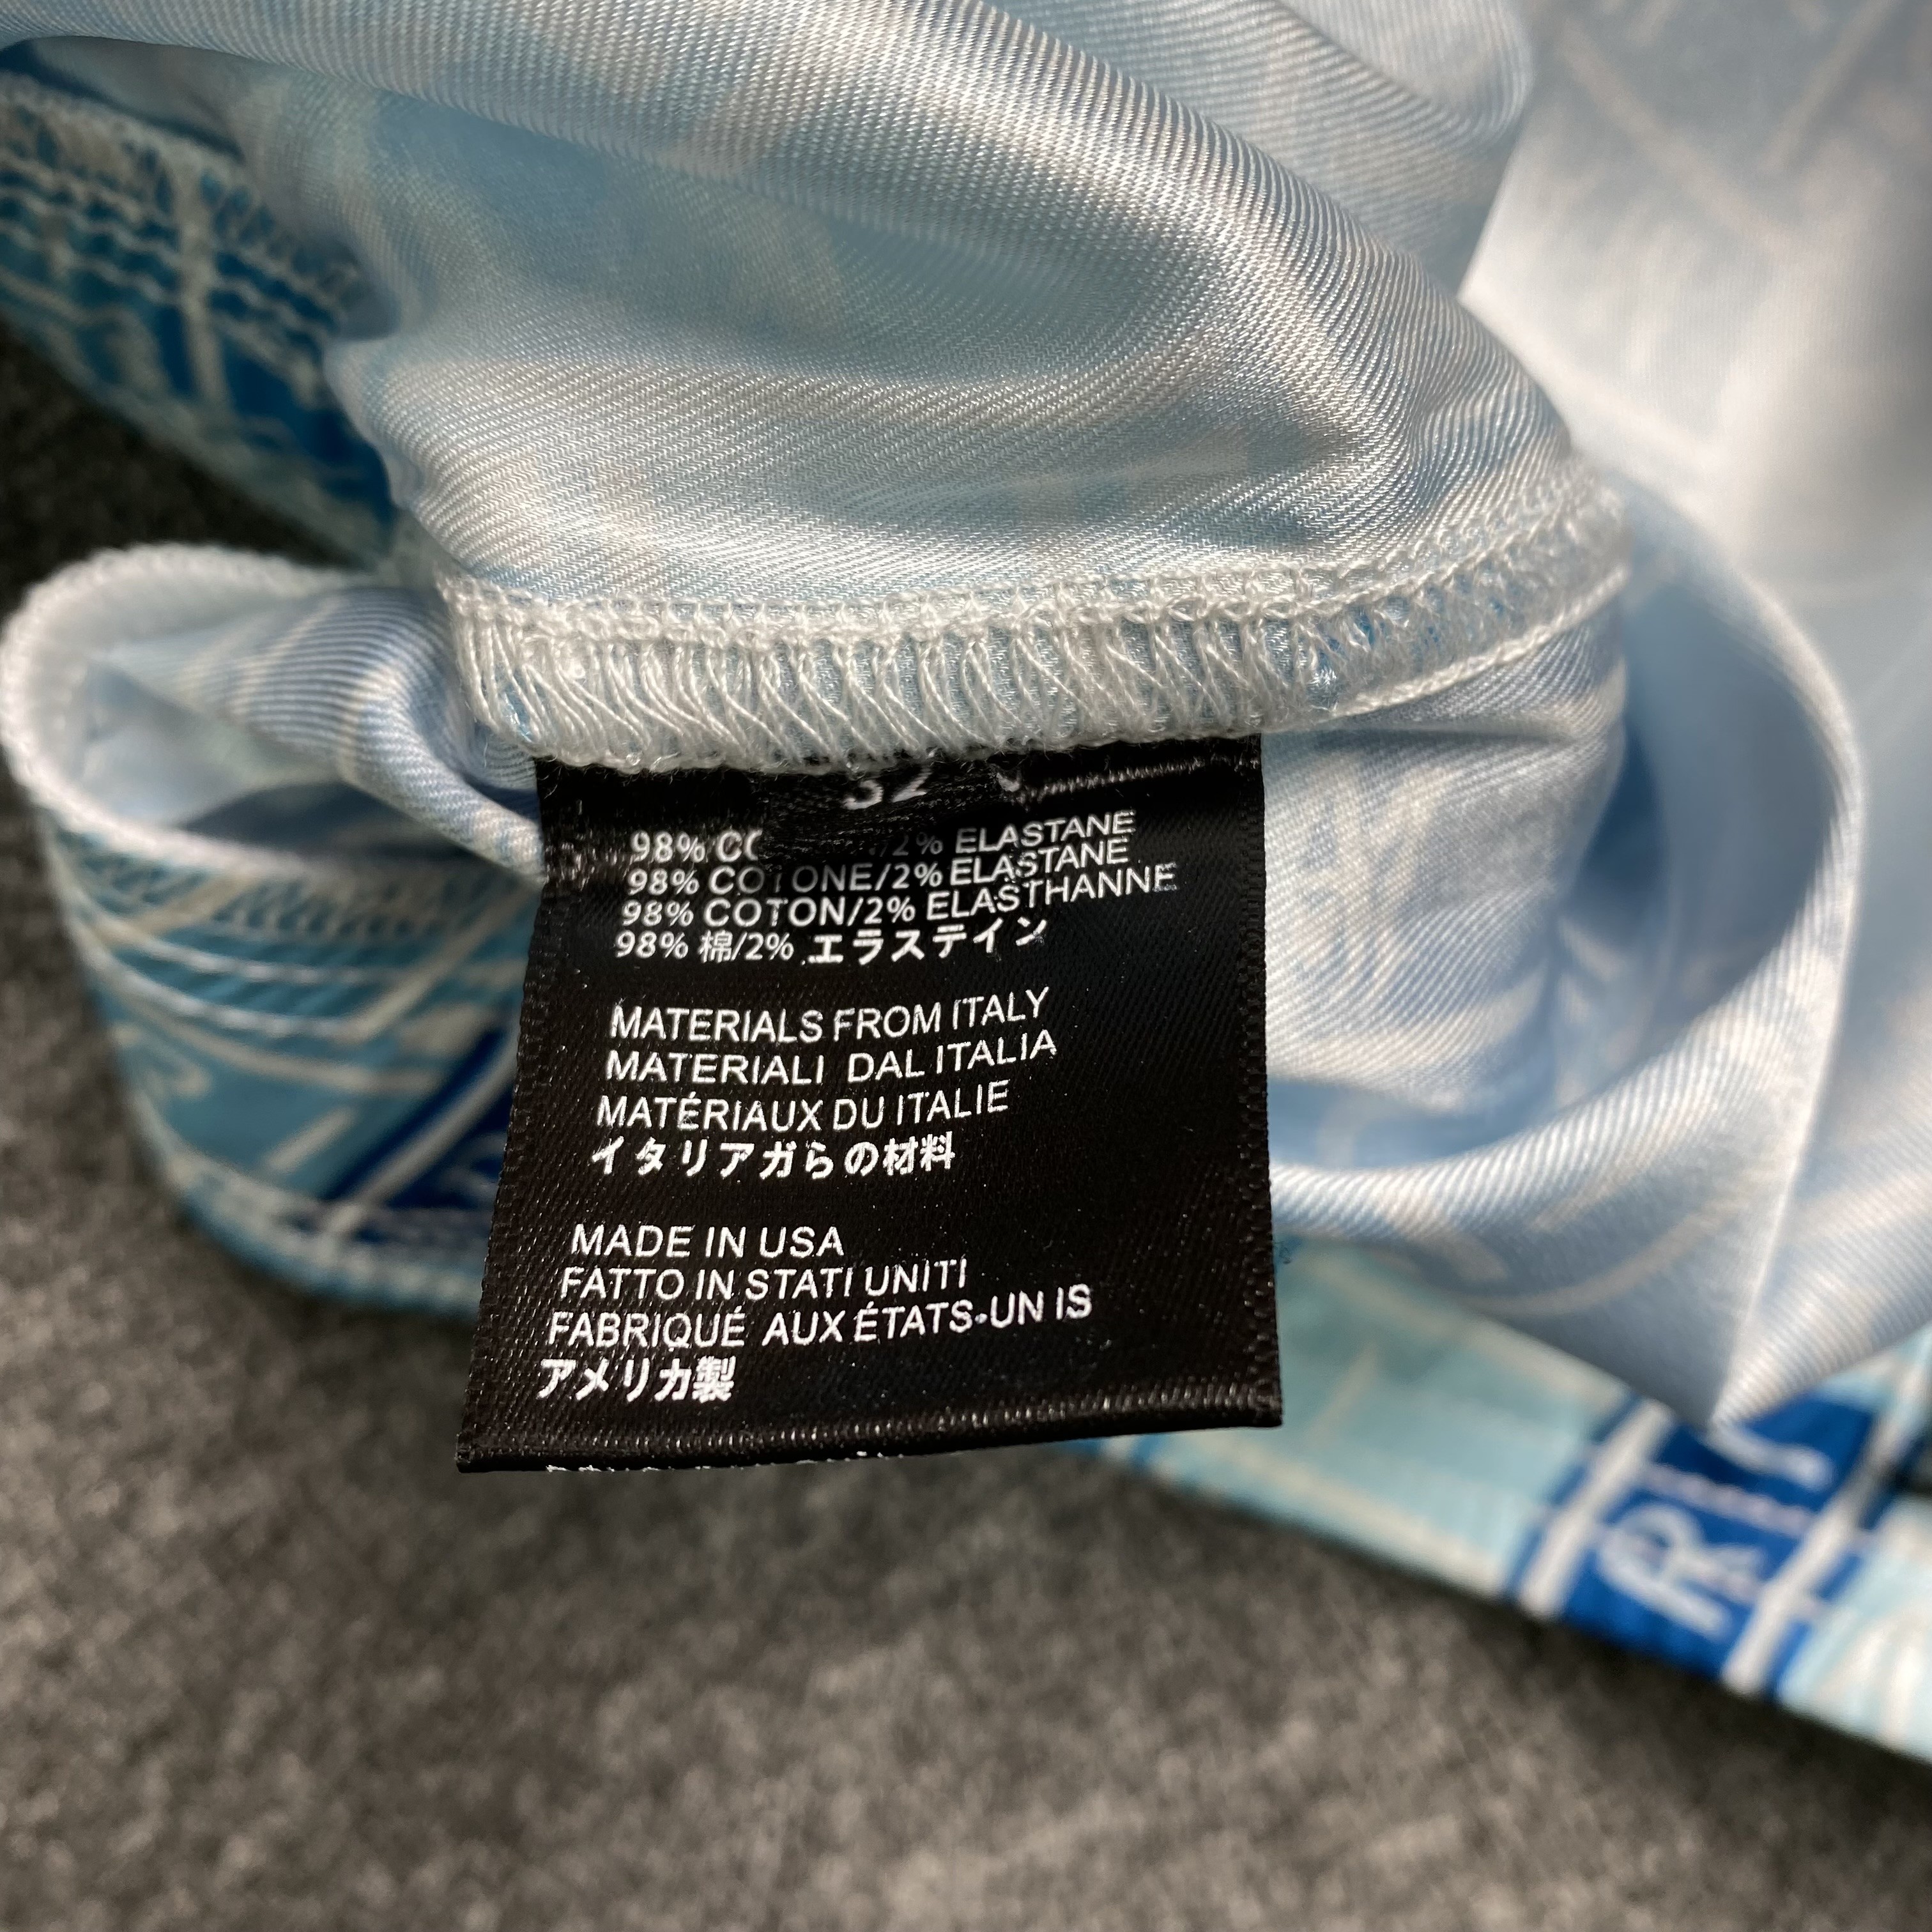 32
98% CO /2% ELASTANE
98% COTONE/2% ELASTANE
98% COTON/2% ELASTHANNE
98% 棉/2% エラステイン
MATERIALS FROM ITALY
MATERIALI DAL ITALIA
MATÉRIAUX DU ITALIE
イタリアガらの材料
MADE IN USA
FATTO IN STATI UNITI
FABRIQUÉ AUX ÉTATS-UN IS
アメリカ製
R